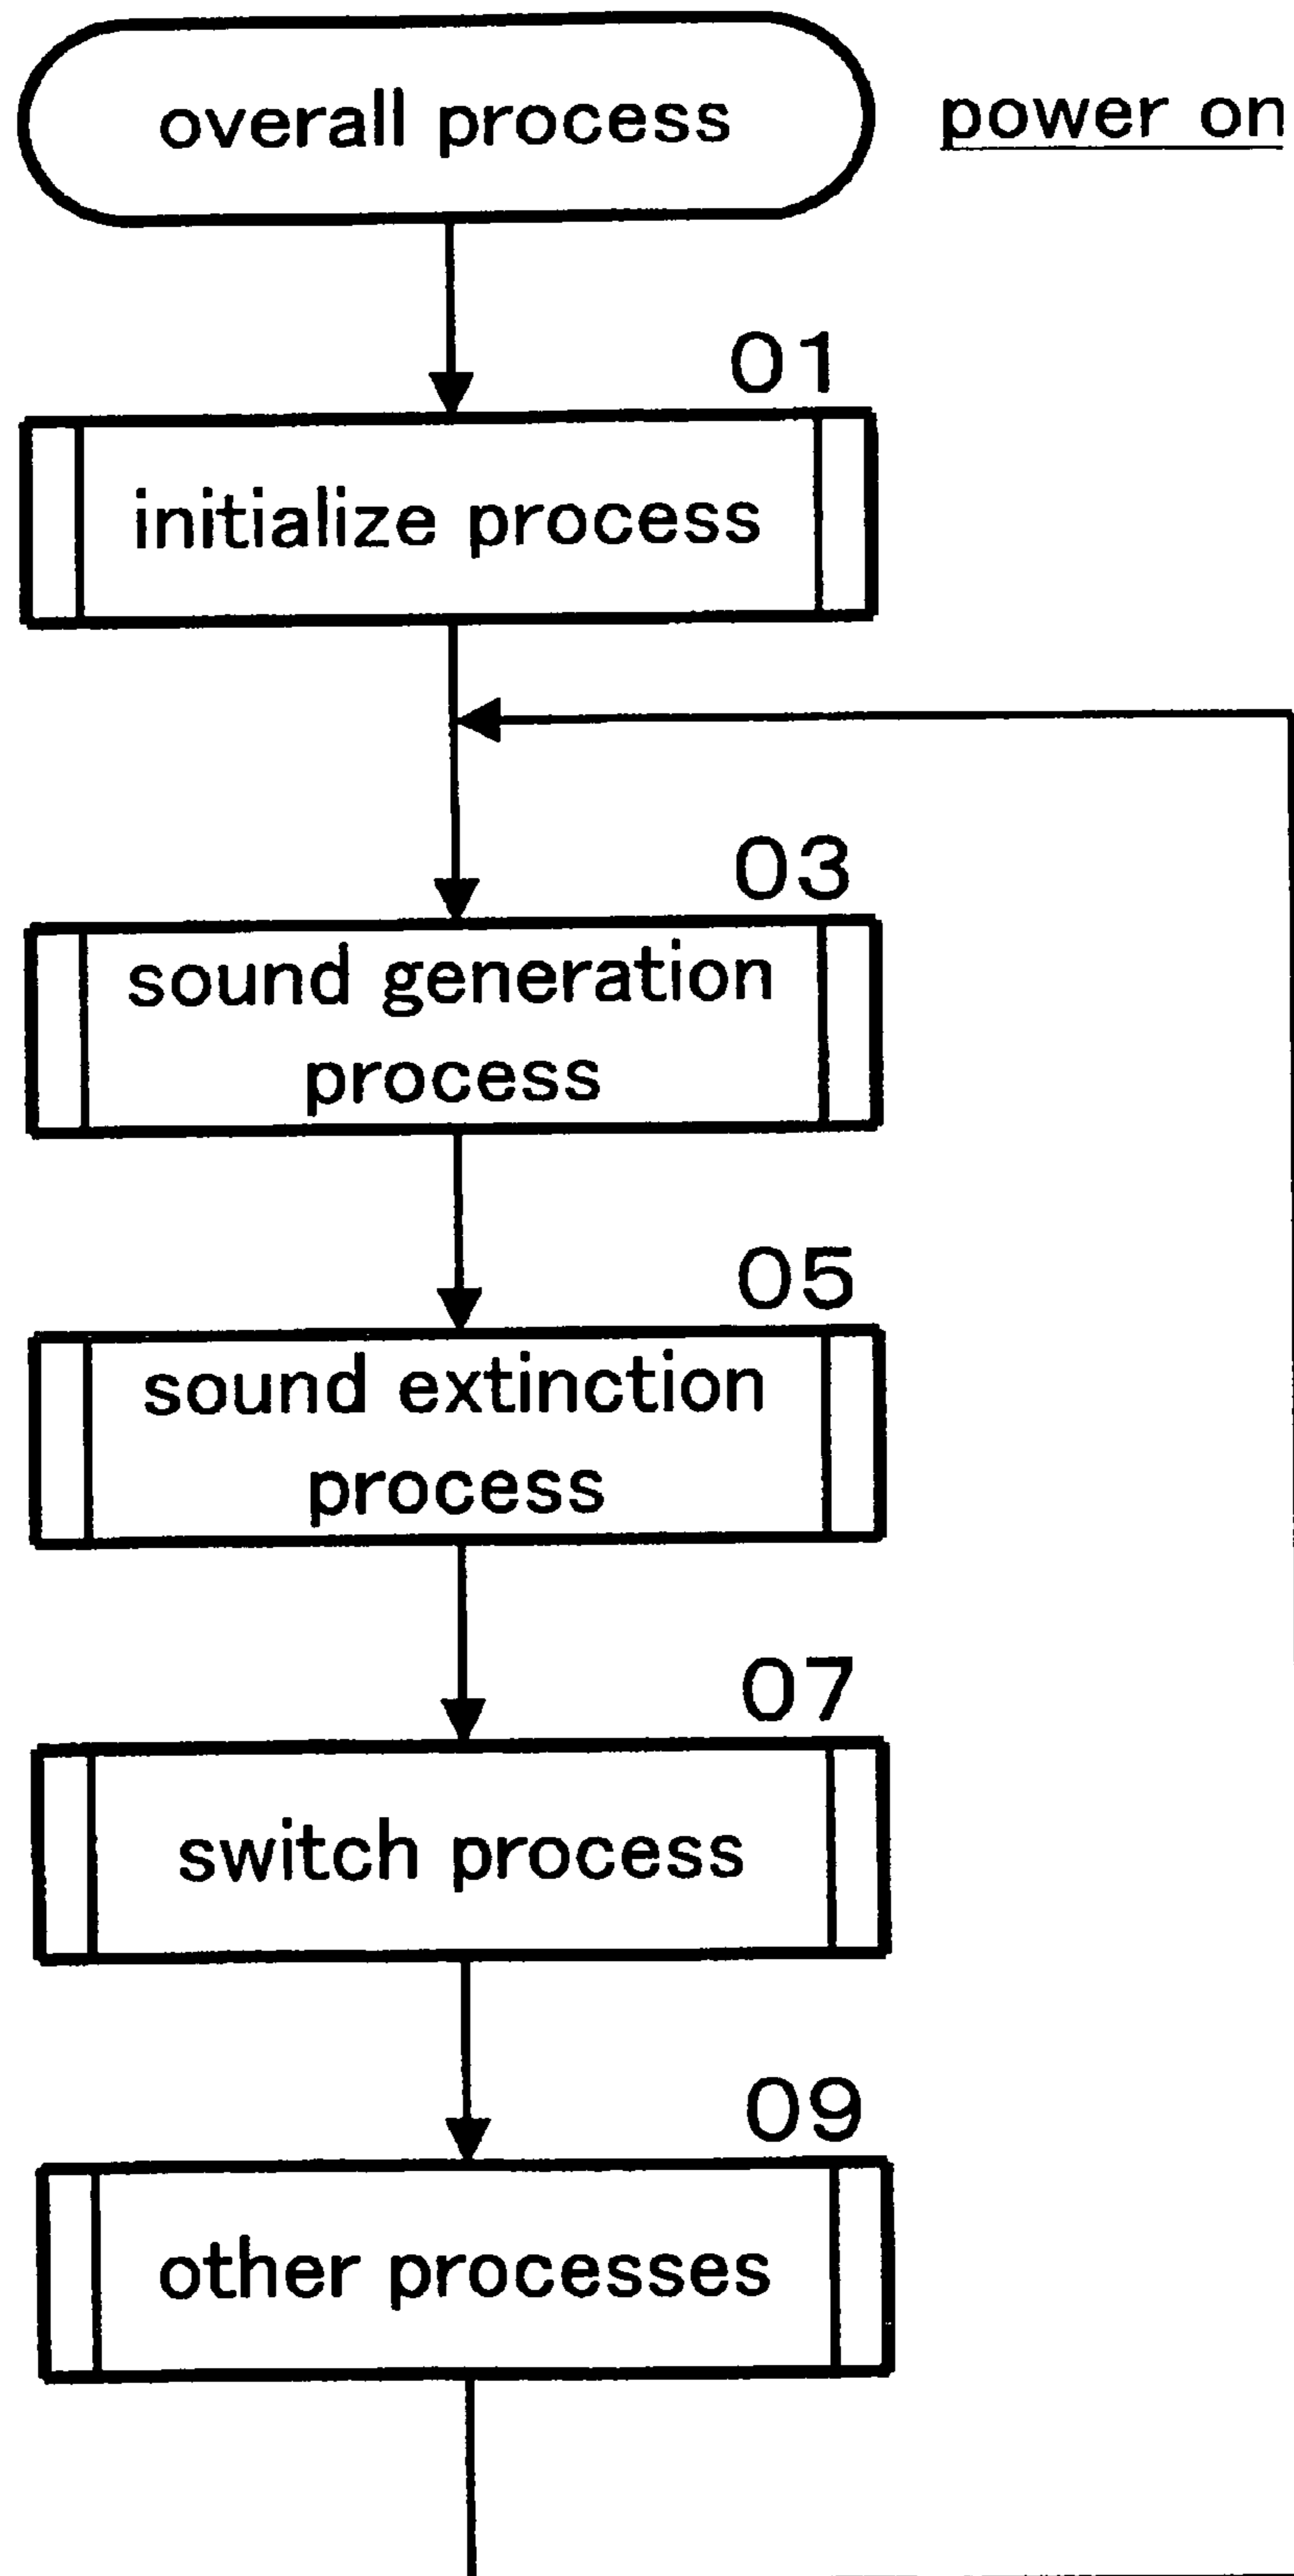 overall process
power on
01
initialize process
03
sound generation
process
05
sound extinction
process
07
switch process
09
other processes